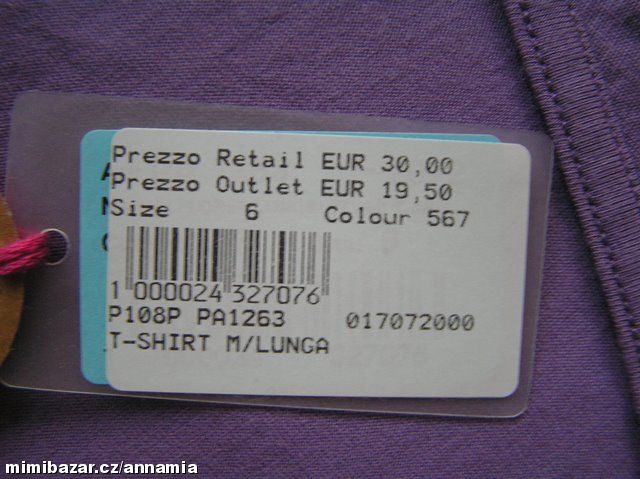 Prezzo Retail EUR 30,00
Prezzo Outlet EUR 19,50
Size 6 Colour 567
1 000024 327076
P108P PA1263 017072000
T-SHIRT M/LUNGA
mimibazar.cz/annamia